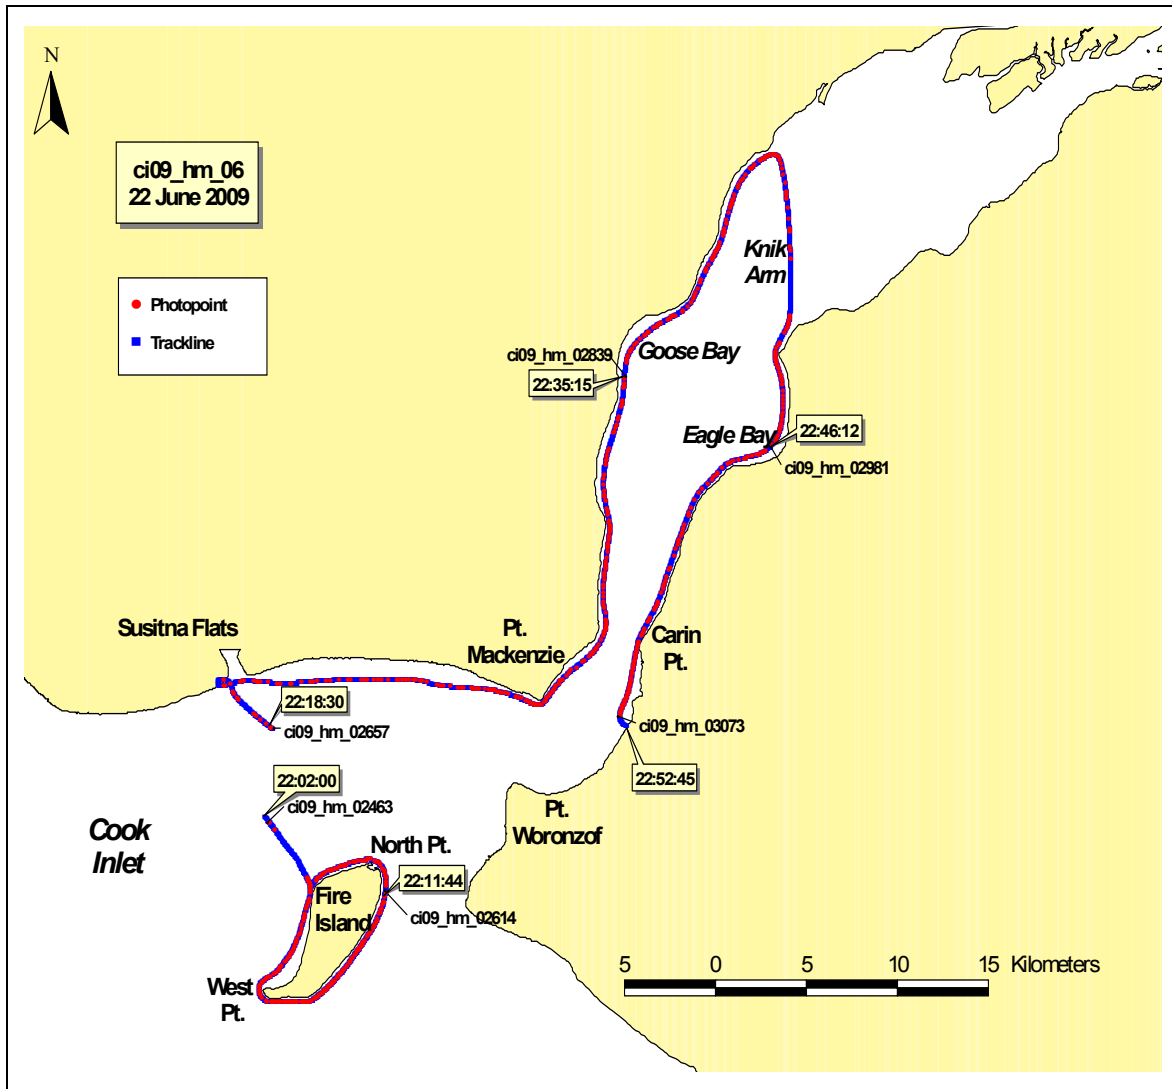 N
ci09_hm_06
22 June 2009
Photopoint
Trackline
Knik
Arm
ci09_hm_02839
Goose Bay
22:35:15
Eagle Bay
22:46:12
ci09_hm_02981
Susitna Flats
Pt.
Mackenzie
Carin
Pt.
22:18:30
ci09_hm_02657
ci09_hm_03073
22:52:45
22:02:00
ci09_hm_02463
Cook
Inlet
Pt.
Woronzof
North Pt.
22:11:44
Fire
Island
ci09_hm_02614
West
Pt.
5 0 5 10 15 Kilometers